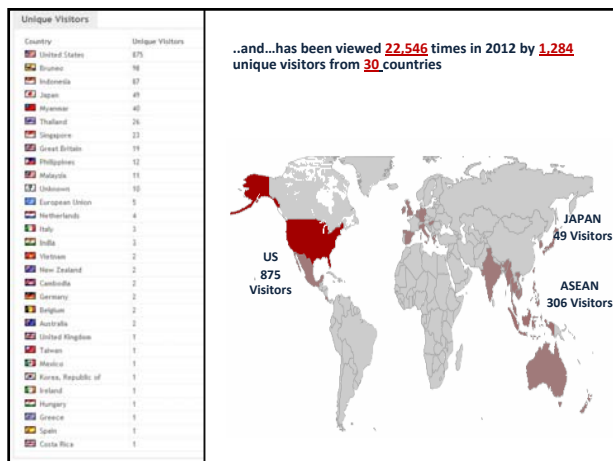 Unique Visitors
Country Unique Visitors
United States 875
Brunei 98
Indonesia 87
Japan 49
Myanmar 40
Thailand 26
Singapore 23
Great Britain 19
Philippines 12
Malaysia 11
Unknown 10
European Union 5
Netherlands 4
Italy 3
India 3
Vietnam 2
New Zealand 2
Cambodia 2
Germany 2
Belgium 2
Australia 2
United Kingdom 1
Taiwan 1
Mexico 1
Korea, Republic of 1
Ireland 1
Hungary 1
Greece 1
Spain 1
Costa Rica 1
..and...has been viewed 22,546 times in 2012 by 1,284
unique visitors from 30 countries
JAPAN
49 Visitors
US
875
Visitors
ASEAN
306 Visitors